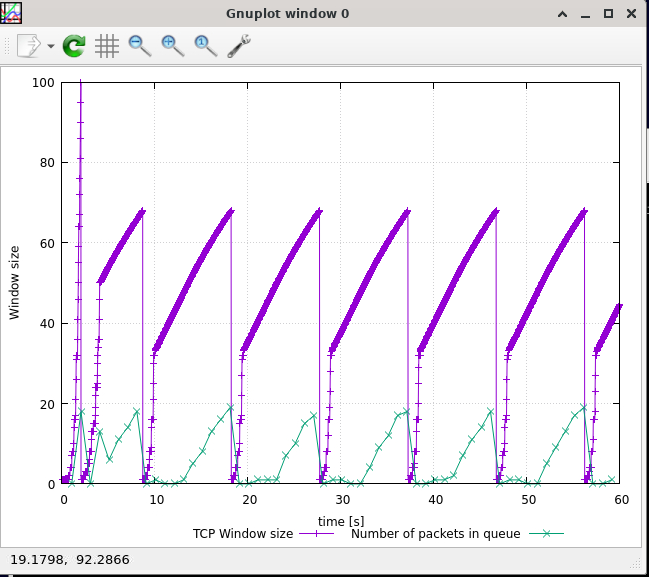 Gnuplot window 0
100
80
60
40
20
0
Window size
0 10 20 30 40 50 60
time [s]
TCP Window size Number of packets in queue
19.1798, 92.2866